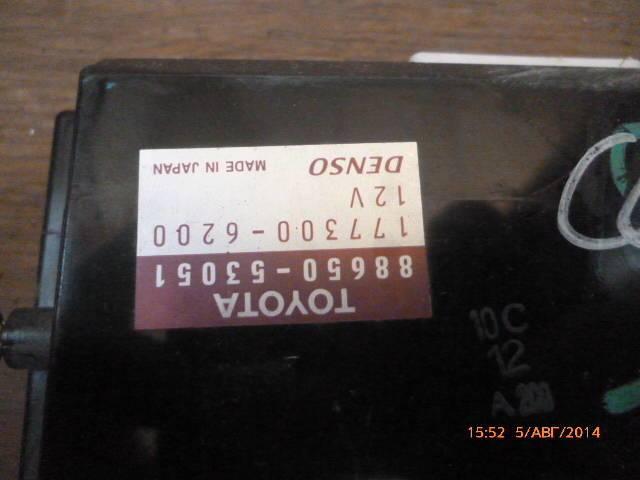 TOYOTA
88650-53051
177300-6200
12V
DENSO MADE IN JAPAN
10C
12
15:52 5/АВГ/2014